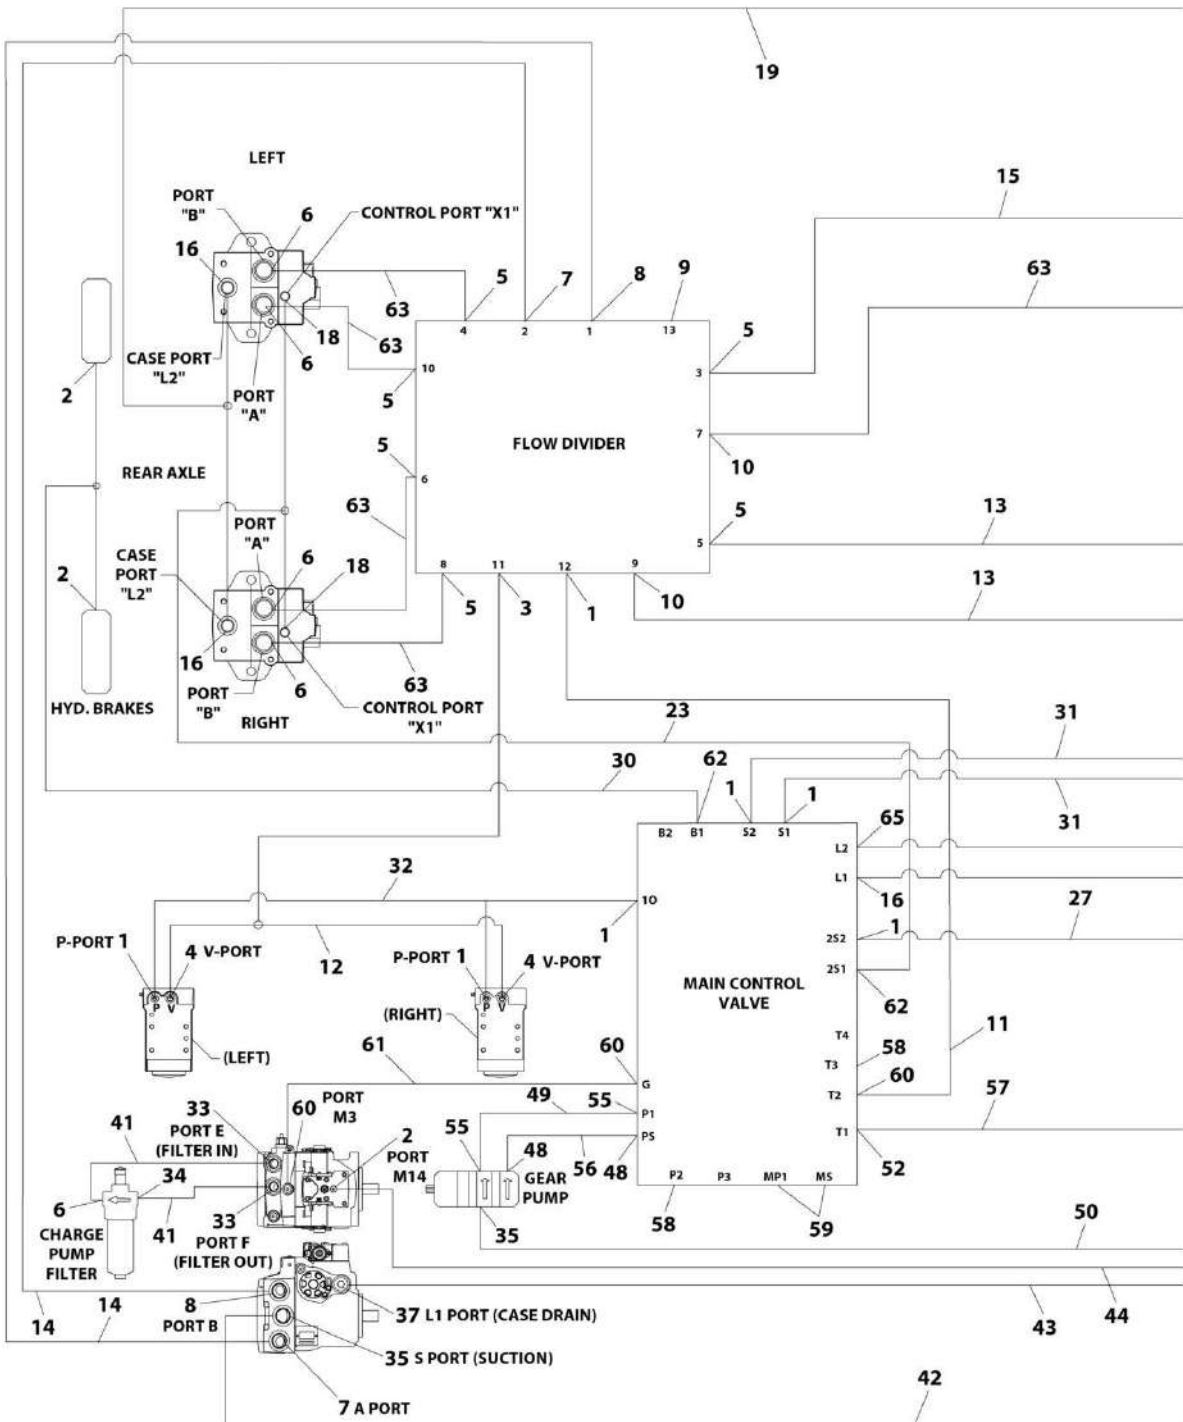 19
LEFT
15
PORT
"B"
6
CONTROL PORT "X1"
16
63
5
7
8
9
63
4
2
1
13
18
63
5
CASE PORT
"L2"
6
10
3
2
PORT
"A"
5
FLOW DIVIDER
7
5
10
REAR AXLE
6
63
5
13
PORT
"A"
5
CASE
PORT
"L2"
6
18
8
11
12
9
2
5
3
1
10
13
16
6
63
HYD. BRAKES
PORT
"B"
RIGHT
CONTROL PORT
"X1"
23
31
30
62
1
1
31
B2
B1
S2
S1
65
L2
32
L1
16
10
27
1
1
2S2
P-PORT 1
4 V-PORT
12
P-PORT 1
4 V-PORT
2S1
MAIN CONTROL
VALVE
62
P V
P V
(RIGHT)
11
(LEFT)
61
60
T4
58
T3
G
60
T2
33
60
PORT
M3
49
55
P1
57
41
PORT E
(FILTER IN)
2
55
48
T1
PORT
M14
56
48
PS
52
34
GEAR
PUMP
P2
P3
MP1
MS
6
33
41
35
58
59
50
CHARGE
PUMP
FILTER
PORT F
(FILTER OUT)
14
14
8
PORT B
37 L1 PORT (CASE DRAIN)
43
44
35 S PORT (SUCTION)
42
7 A PORT